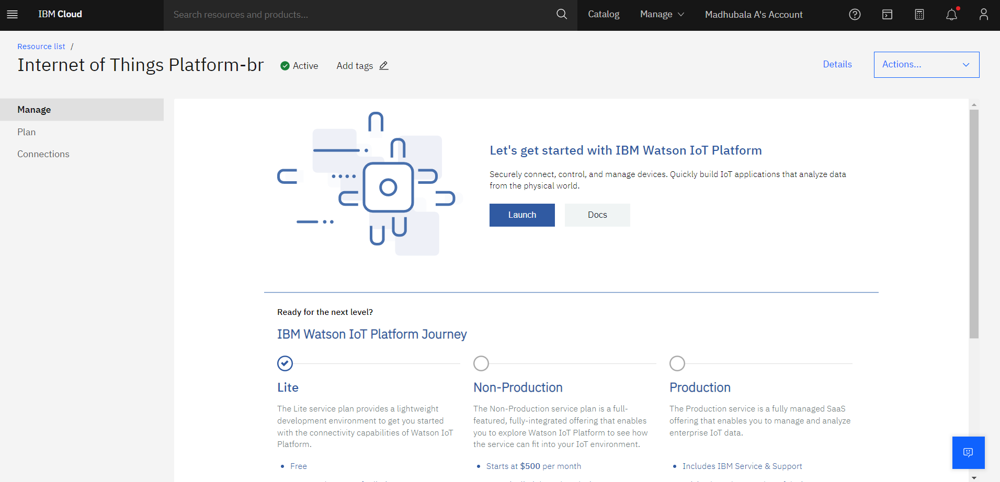 IBM Cloud
Search resources and products...
Catalog
Manage
Madhubala A's Account
Resource list /
Internet of Things Platform-br
Active
Add tags
Details
Actions...
Manage
Plan
Connections
Let's get started with IBM Watson IoT Platform
Securely connect, control, and manage devices. Quickly build IoT applications that analyze data
from the physical world.
Launch
Docs
Ready for the next level?
IBM Watson IoT Platform Journey
Lite
The Lite service plan provides a lightweight
development environment to get you started
with the connectivity capabilities of Watson IoT
Platform.
• Free
Non-Production
The Non-Production service plan is a full-
featured, fully-integrated offering that enables
you to explore Watson IoT Platform to see how
the service can fit into your IoT environment.
• Starts at $500 per month
Production
The Production service is a fully managed SaaS
offering that enables you to manage and analyze
enterprise IoT data.
• Includes IBM Service & Support